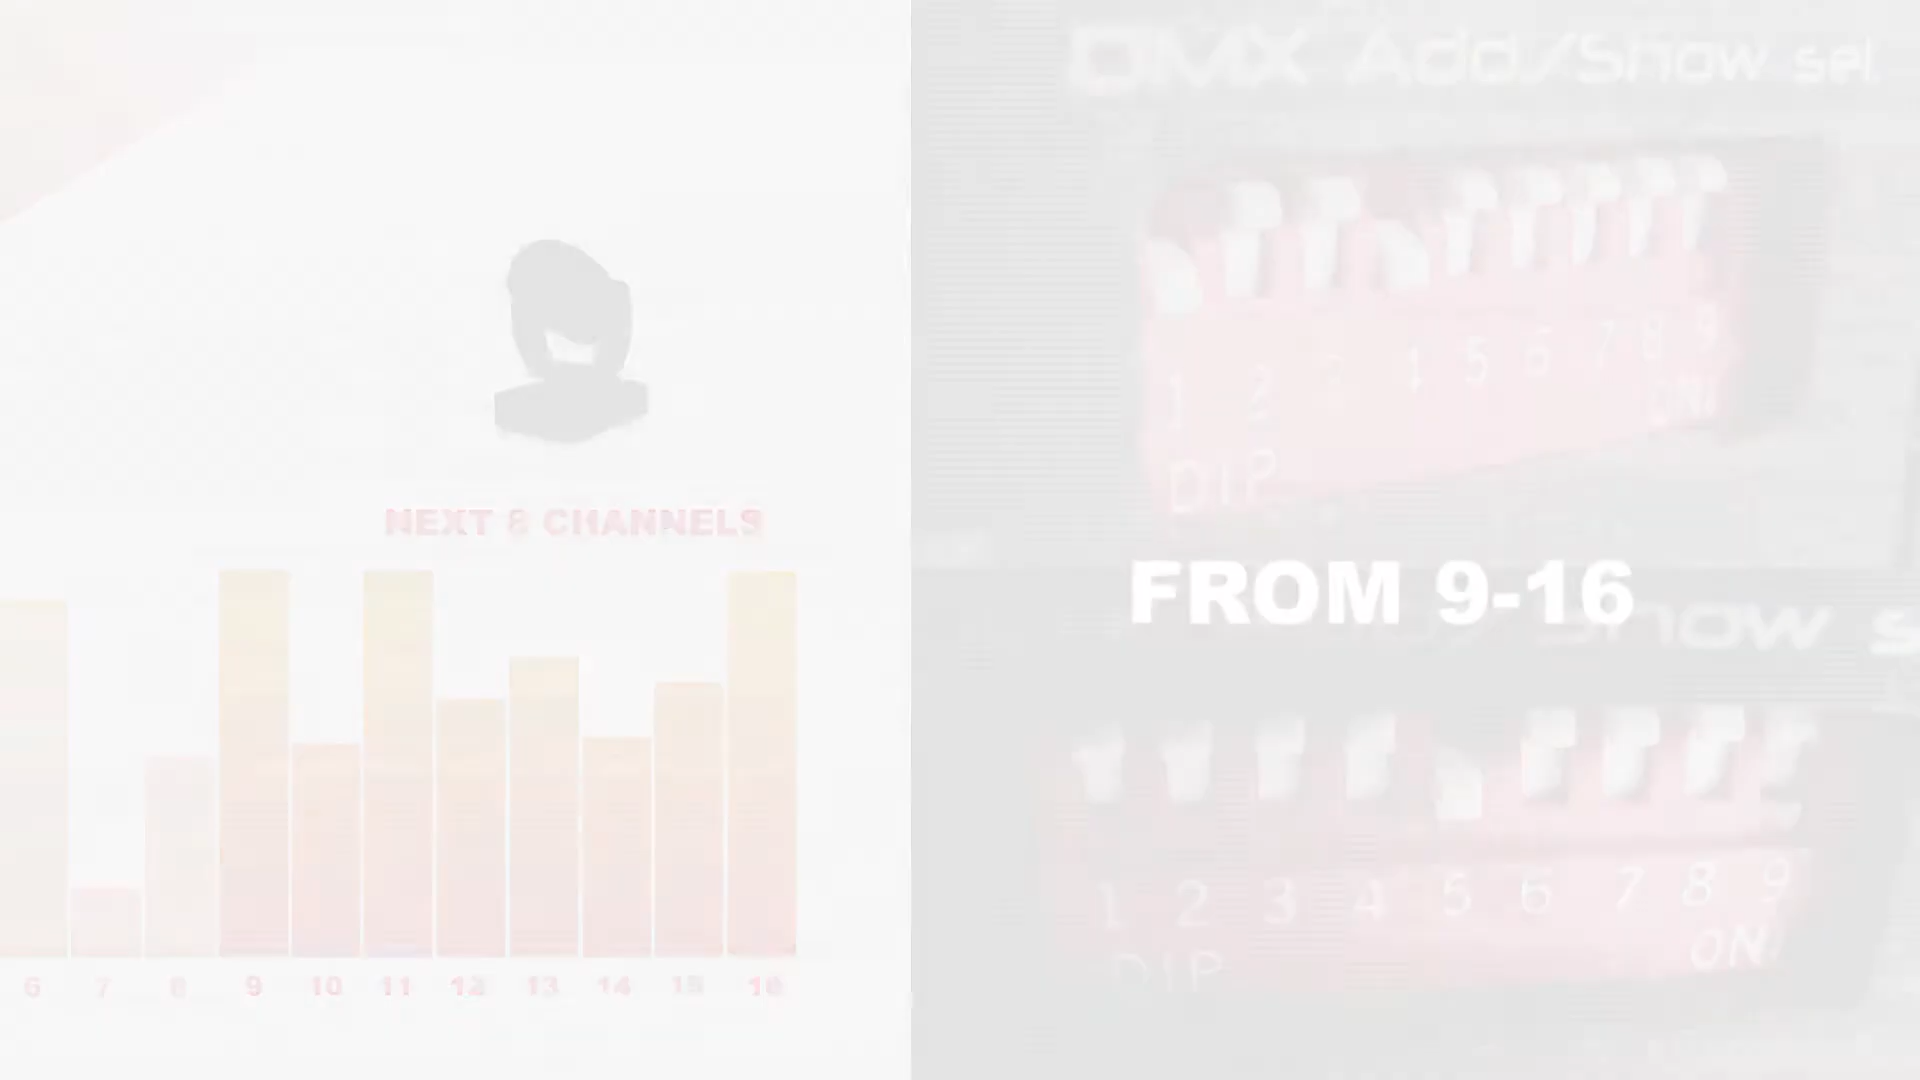 NEXT 8 CHANNELS
6 7 8 9 10 11 12 13 14 15 16
DMX Add/Show sel.
1 2 5 6 7 8 9
ON↓
DIP
FROM 9-16
Show
1 2 3 4 5 6 7 8 9
ON↓
DIP